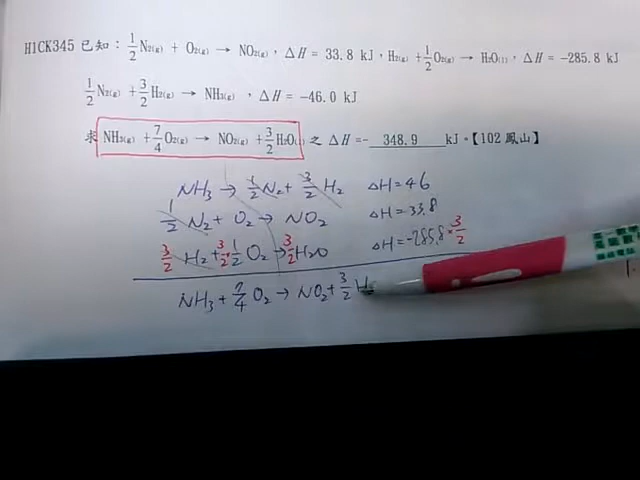 H1CK345 已知：1/2 N₂(g) + O₂(g) → NO₂(g)，ΔH = 33.8 kJ，H₂(g)+1/2 O₂(g) → H₂O(l)，ΔH = −285.8 kJ
1/2 N₂(g)+3/2 H₂(g) → NH₃(g)，ΔH = −46.0 kJ
求 NH₃(g) +7/4 O₂(g) → NO₂(g) +3/2 H₂O( 之 ΔH =- 348.9 kJ。【102 鳳山】
NH₃ → 1/2 N₂ + 3/2 H₂ ΔH=46
1/2 N₂ + O₂ → NO₂ ΔH=33.8
3/2 H₂ + 3/2 × 1/2 O₂ → 3/2 H₂O ΔH=-285.8 × 3/2
NH₃ + 7/4 O₂ → NO₂ + 3/2 H₂